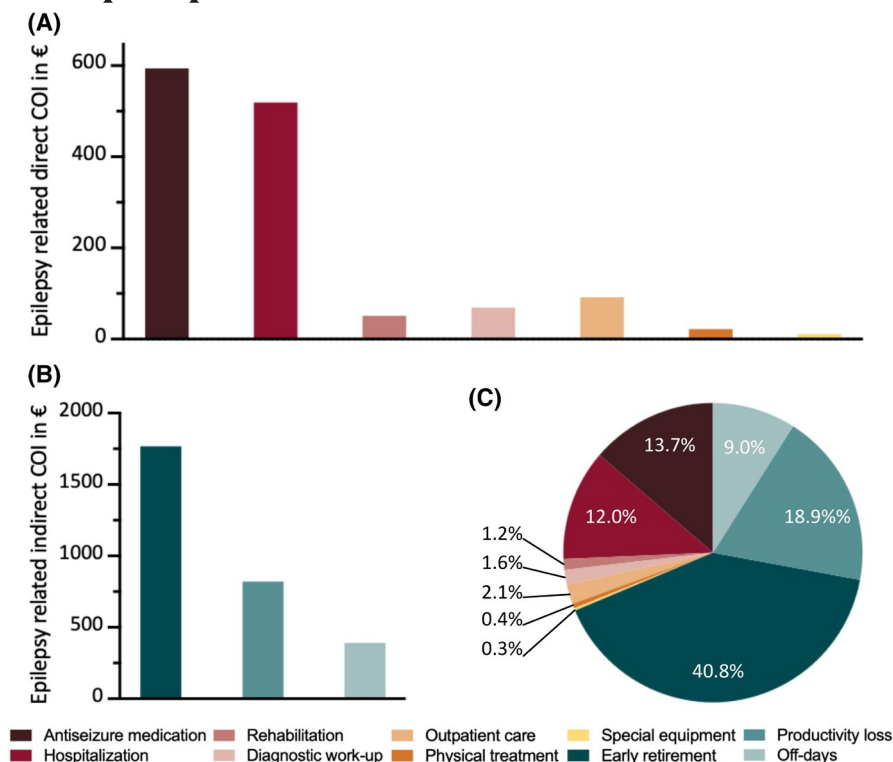 (A)
Epilepsy related direct COI in €
600
400
200
0
(B)
Epilepsy related indirect COI in €
2000
1500
1000
500
0
(C)
13.7%
9.0%
12.0%
18.9%%
1.2%
1.6%
2.1%
0.4%
0.3%
40.8%
Antiseizure medication Rehabilitation Outpatient care Special equipment Productivity loss
Hospitalization Diagnostic work-up Physical treatment Early retirement Off-days